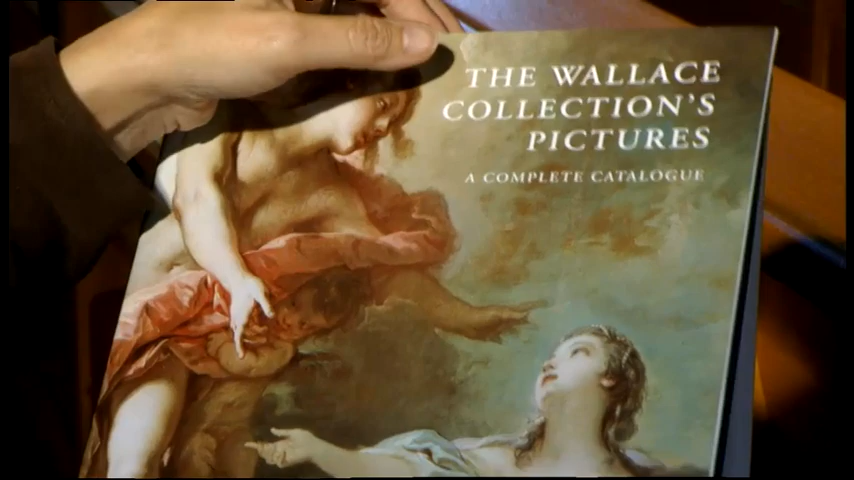 THE WALLACE
COLLECTION'S
PICTURES
A COMPLETE CATALOGUE